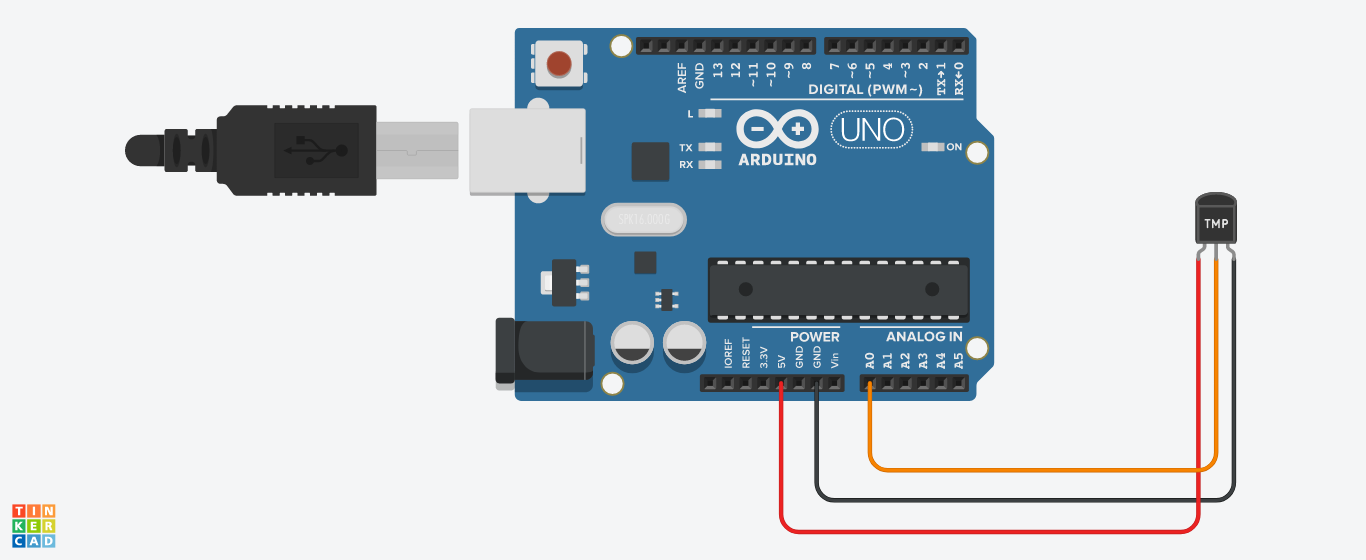 AREF
GND
13
12
~11
~10
~9
8
7
~6
~5
4
~3
2
TX→1
RX←0
DIGITAL (PWM~)
L
TX
RX
ARDUINO
UNO
ON
SPK16.000G
TMP
POWER
ANALOG IN
IOREF
RESET
3.3V
5V
GND
GND
Vin
A0
A1
A2
A3
A4
A5
TIN
KER
CAD